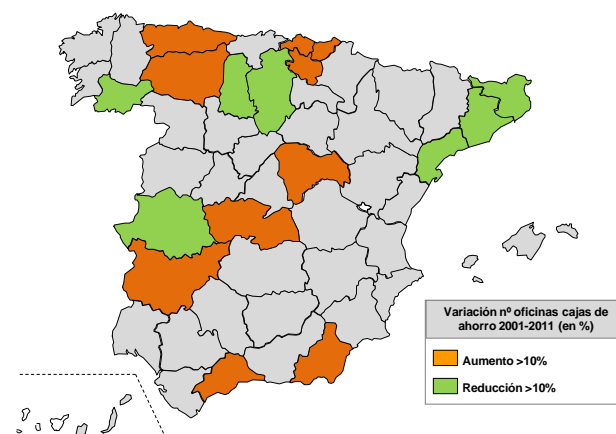 Variación nº oficinas cajas de
ahorro 2001-2011 (en %)
Aumento >10%
Reducción >10%